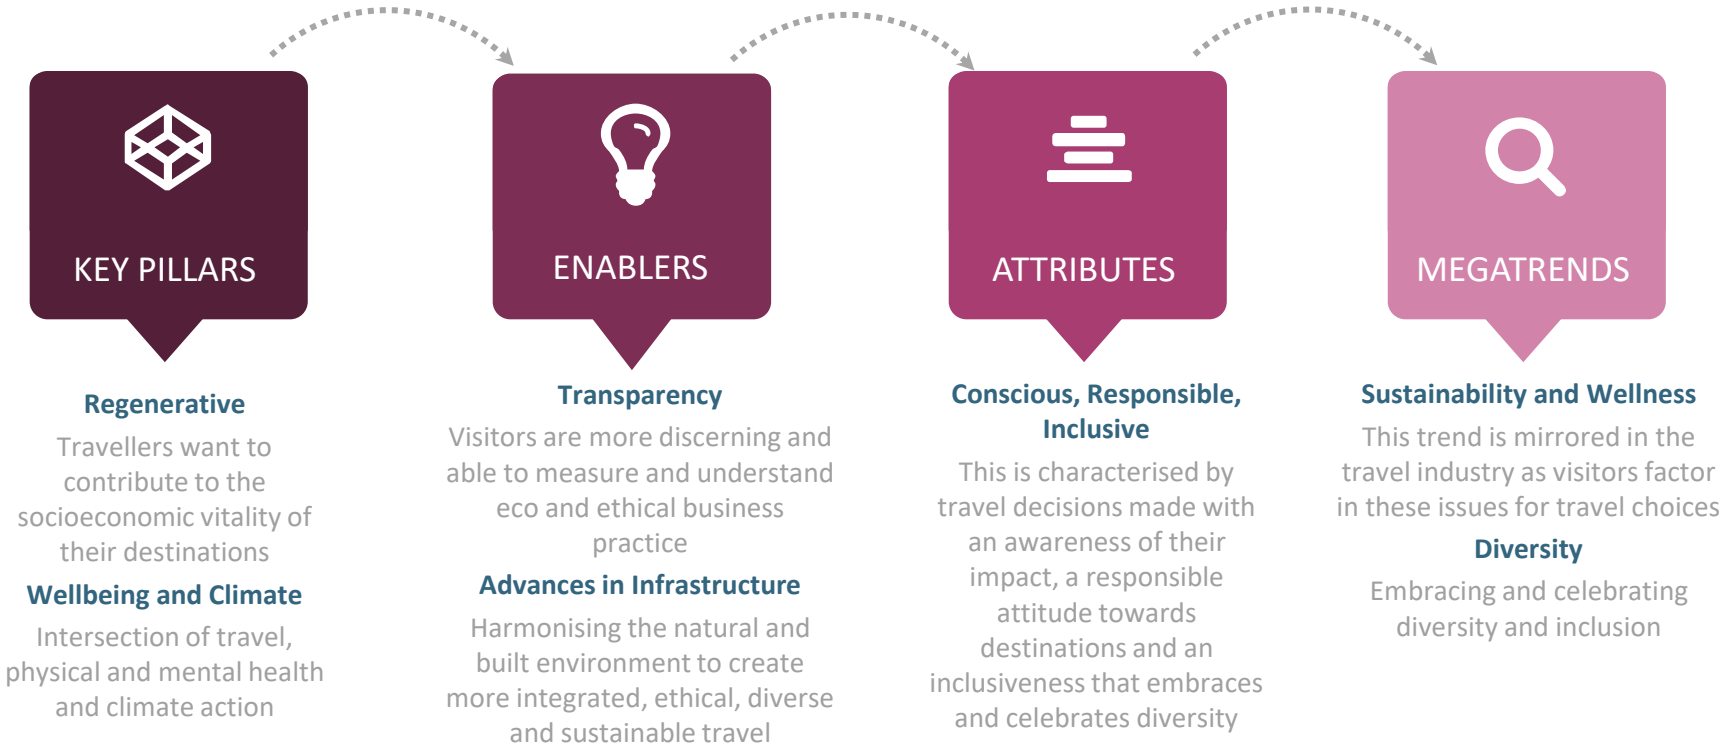 KEY PILLARS
Regenerative
Travellers want to
contribute to the
socioeconomic vitality of
their destinations
Wellbeing and Climate
Intersection of travel,
physical and mental health
and climate action
ENABLERS
Transparency
Visitors are more discerning and
able to measure and understand
eco and ethical business
practice
Advances in Infrastructure
Harmonising the natural and
built environment to create
more integrated, ethical, diverse
and sustainable travel
ATTRIBUTES
Conscious, Responsible,
Inclusive
This is characterised by
travel decisions made with
an awareness of their
impact, a responsible
attitude towards
destinations and an
inclusiveness that embraces
and celebrates diversity
MEGATRENDS
Sustainability and Wellness
This trend is mirrored in the
travel industry as visitors factor
in these issues for travel choices
Diversity
Embracing and celebrating
diversity and inclusion